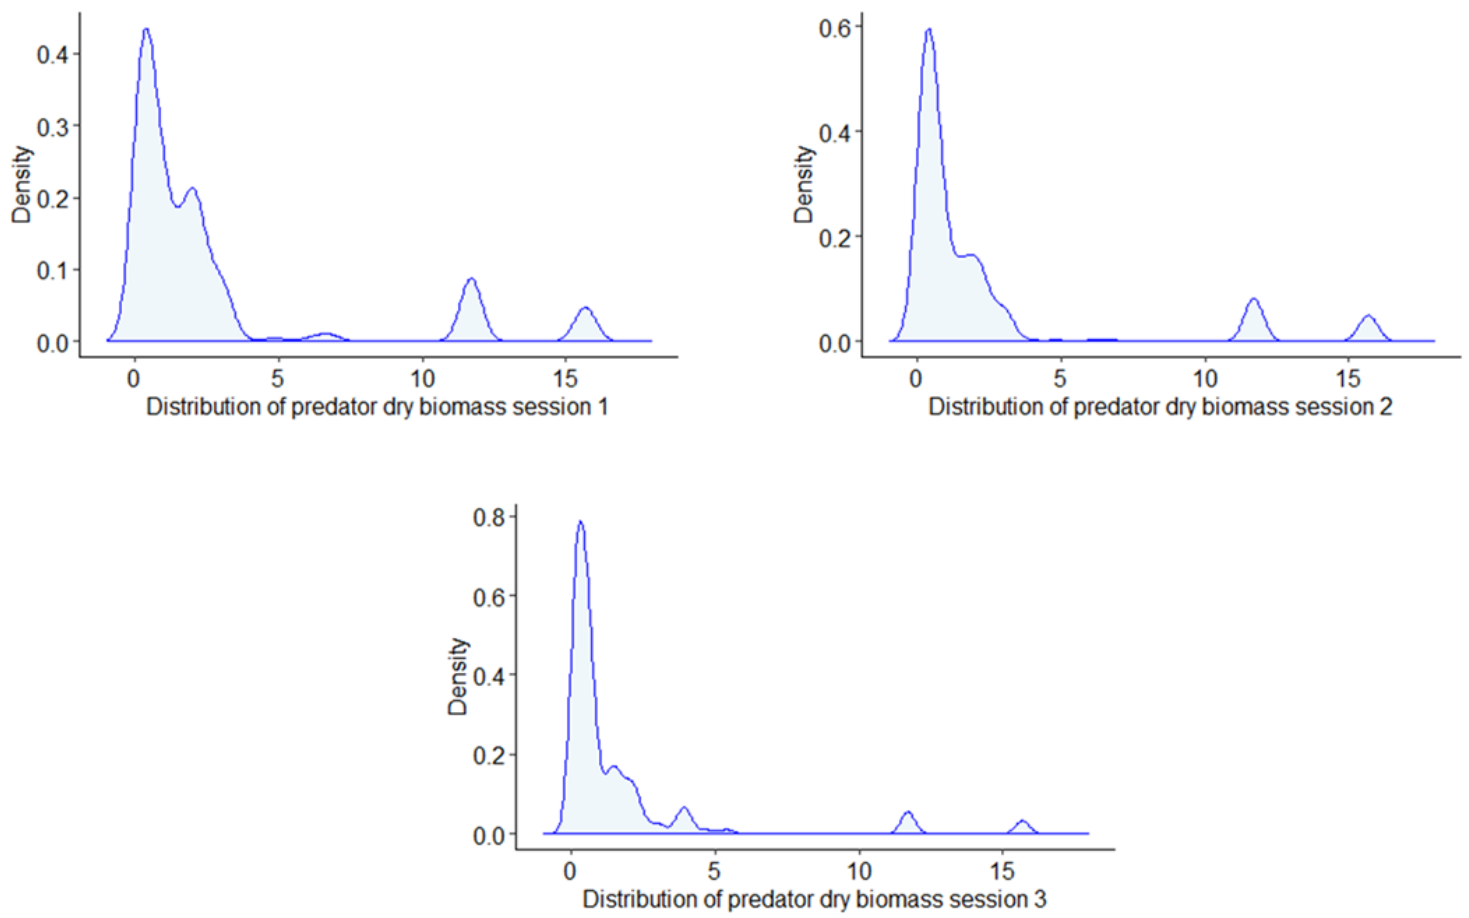 Density
0.4
0.3
0.2
0.1
0.0
0 5 10 15
Distribution of predator dry biomass session 1
Density
0.6
0.4
0.2
0.0
0 5 10 15
Distribution of predator dry biomass session 2
Density
0.8
0.6
0.4
0.2
0.0
0 5 10 15
Distribution of predator dry biomass session 3